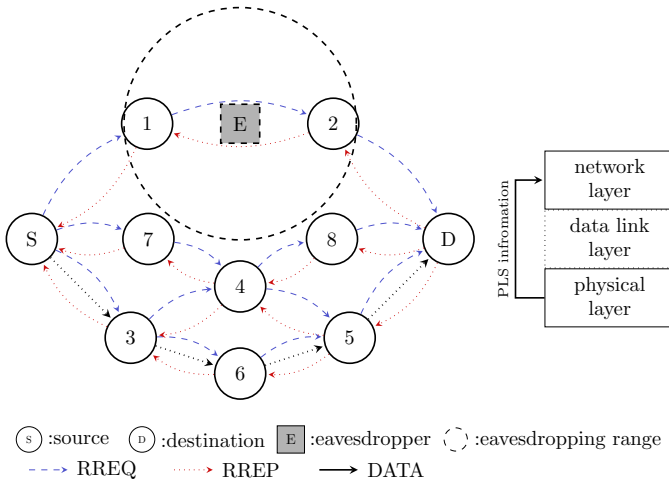 1
E
2
network
layer
S
7
8
D
data link
layer
PLS infromation
4
physical
layer
3
5
6
S :source D :destination E :eavesdropper :eavesdropping range
RREQ RREP DATA